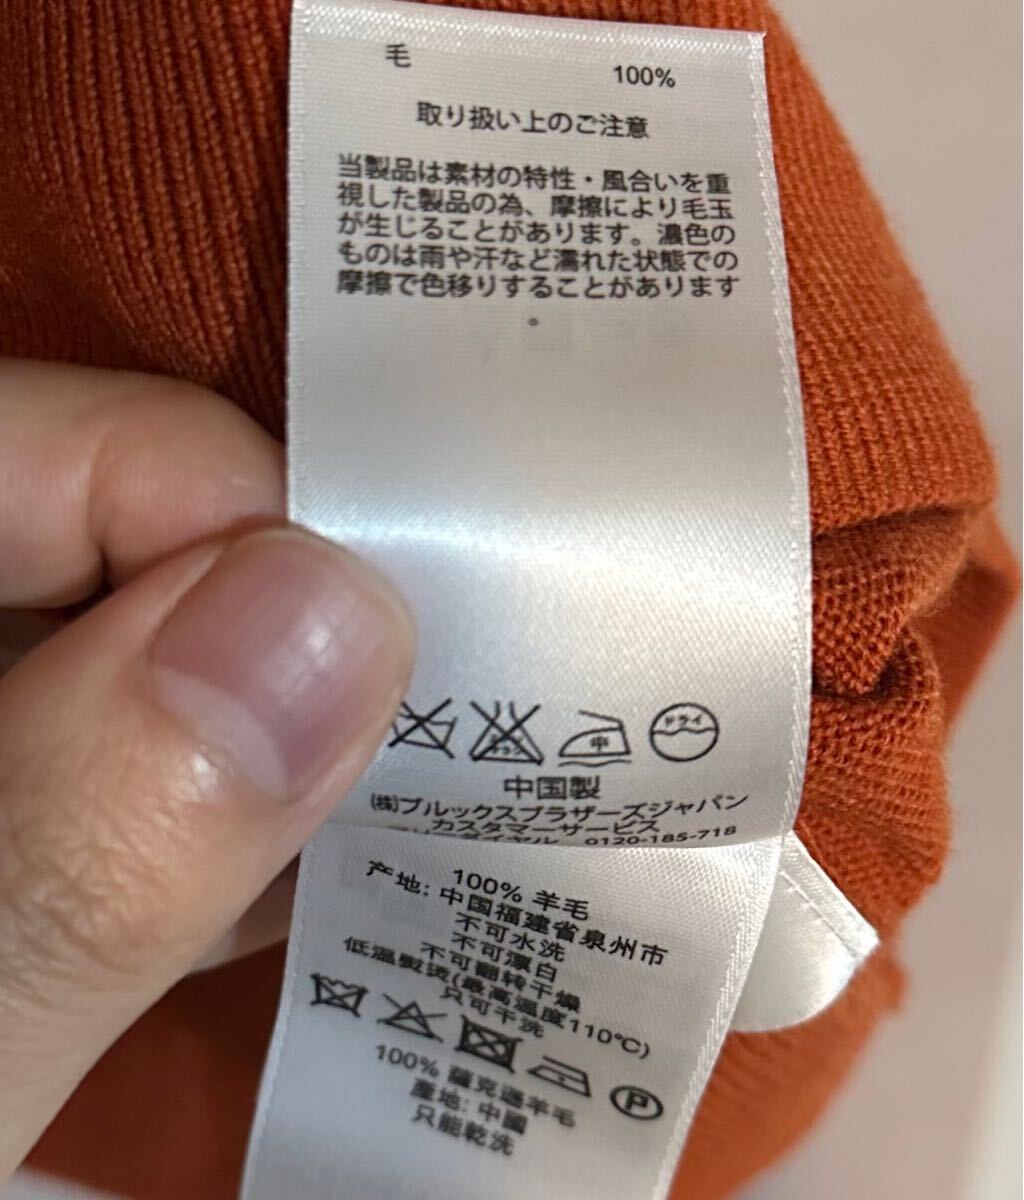 毛
100%
取り扱い上のご注意
当製品は素材の特性・風合いを重
視した製品の為、摩擦により毛玉
が生じることがあります。濃色の
ものは雨や汗など濡れた状態での
摩擦で色移りすることがあります
。
中 ドライ
中国製
(株)ブルックスブラザーズジャパン
カスタマーサービス
0120-185-718
100% 羊毛
产地: 中国福建省泉州市
不可水洗
不可漂白
不可翻转干燥
低温熨烫(最高温度110℃)
只可干洗
P
100% 薩克遜羊毛
產地: 中國
只能乾洗